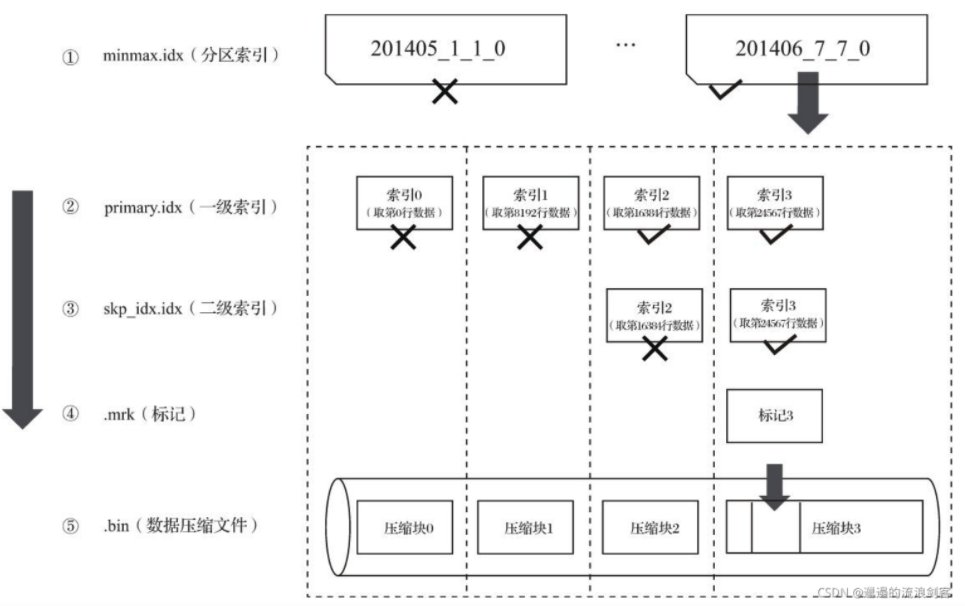 ① minmax.idx（分区索引） 201405_1_1_0 … 201406_7_7_0
② primary.idx（一级索引） 索引0 索引1 索引2 索引3
（取第0行数据） （取第8192行数据） （取第16384行数据） （取第24567行数据）
③ skp_idx.idx（二级索引） 索引2 索引3
（取第16384行数据） （取第24567行数据）
④ .mrk（标记） 标记3
⑤ .bin（数据压缩文件） 压缩块0 压缩块1 压缩块2 压缩块3
CSDN @邋邋的流浪剑客